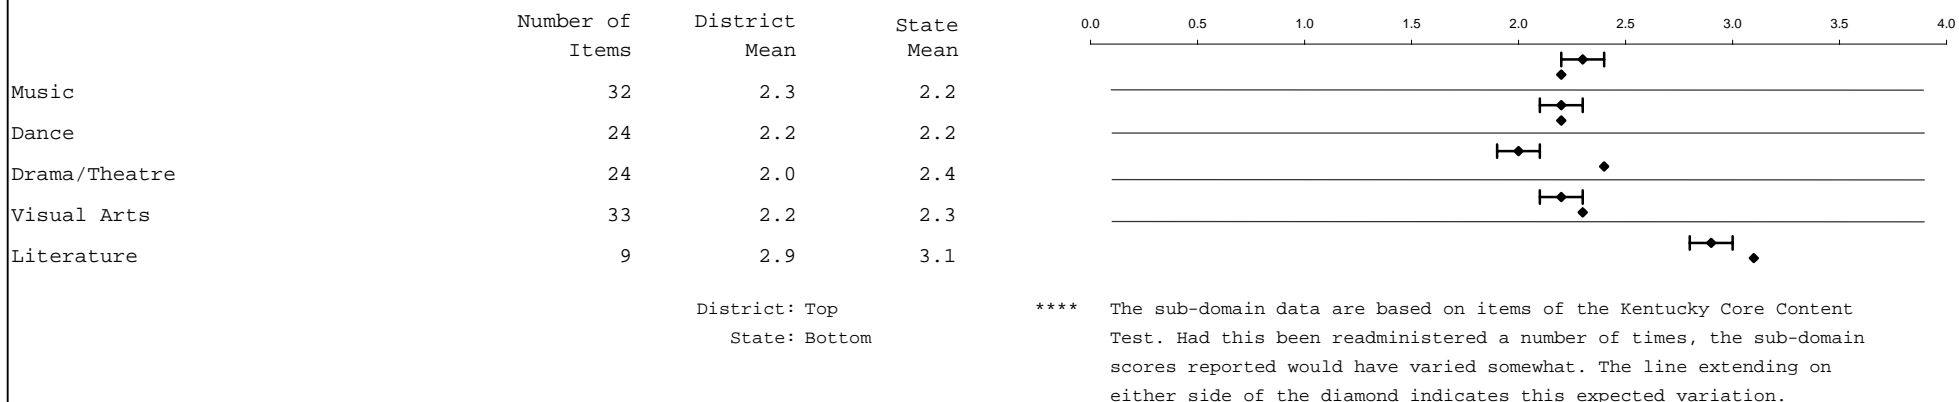 Number of District State 0.0 0.5 1.0 1.5 2.0 2.5 3.0 3.5 4.0
Items Mean Mean
Music 32 2.3 2.2
Dance 24 2.2 2.2
Drama/Theatre 24 2.0 2.4
Visual Arts 33 2.2 2.3
Literature 9 2.9 3.1
District: Top **** The sub-domain data are based on items of the Kentucky Core Content
State: Bottom Test. Had this been readministered a number of times, the sub-domain
scores reported would have varied somewhat. The line extending on
either side of the diamond indicates this expected variation.